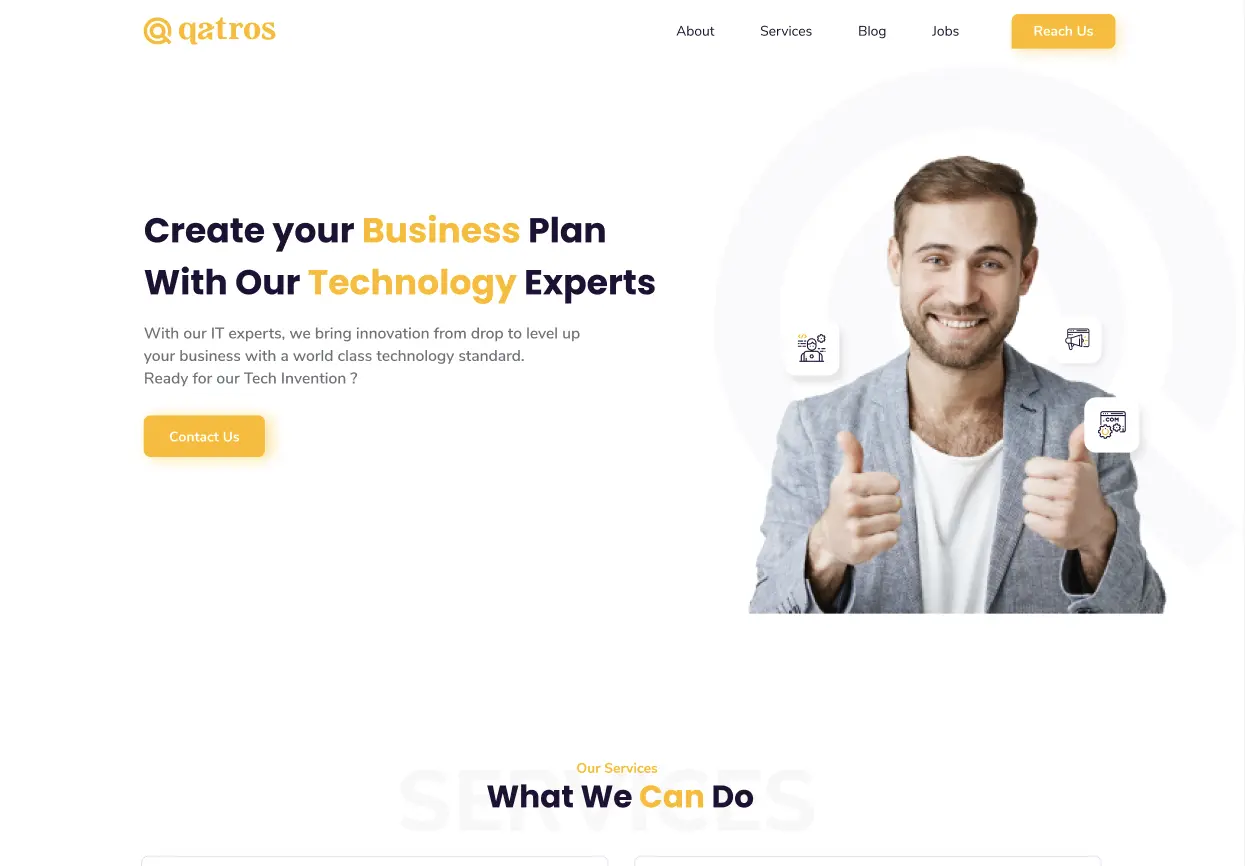 qatros
About
Services
Blog
Jobs
Reach Us
Create your Business Plan
With Our Technology Experts
With our IT experts, we bring innovation from drop to level up
your business with a world class technology standard.
Ready for our Tech Invention ?
Contact Us
.COM
SERVICES
Our Services
What We Can Do